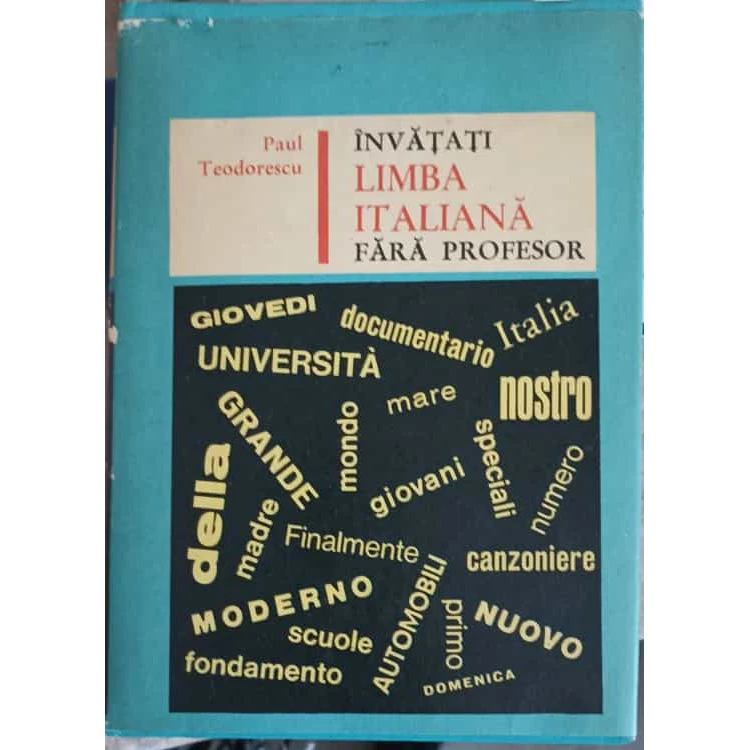 Paul
Teodorescu
ÎNVĂȚAȚI
LIMBA
ITALIANĂ
FĂRĂ PROFESOR
GIOVEDI
documentario
Italia
UNIVERSITÀ
mare
nostro
GRANDE
mondo
speciali
giovani
numero
della
madre
Finalmente
canzoniere
MODERNO
AUTOMOBILI
primo
NUOVO
scuole
fondamento
DOMENICA